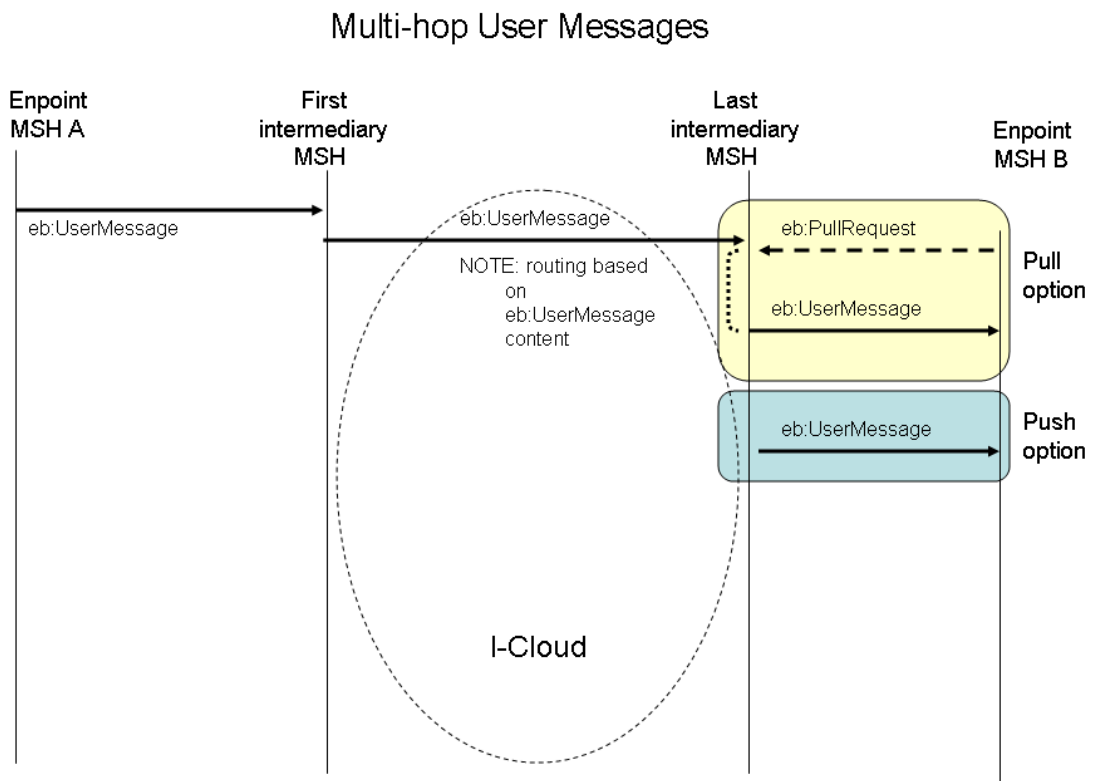 Multi-hop User Messages
Enpoint
MSH A
First
intermediary
MSH
Last
intermediary
MSH
Enpoint
MSH B
eb:UserMessage
eb:UserMessage
NOTE: routing based
on
eb:UserMessage
content
eb:PullRequest
eb:UserMessage
Pull
option
eb:UserMessage
Push
option
I-Cloud